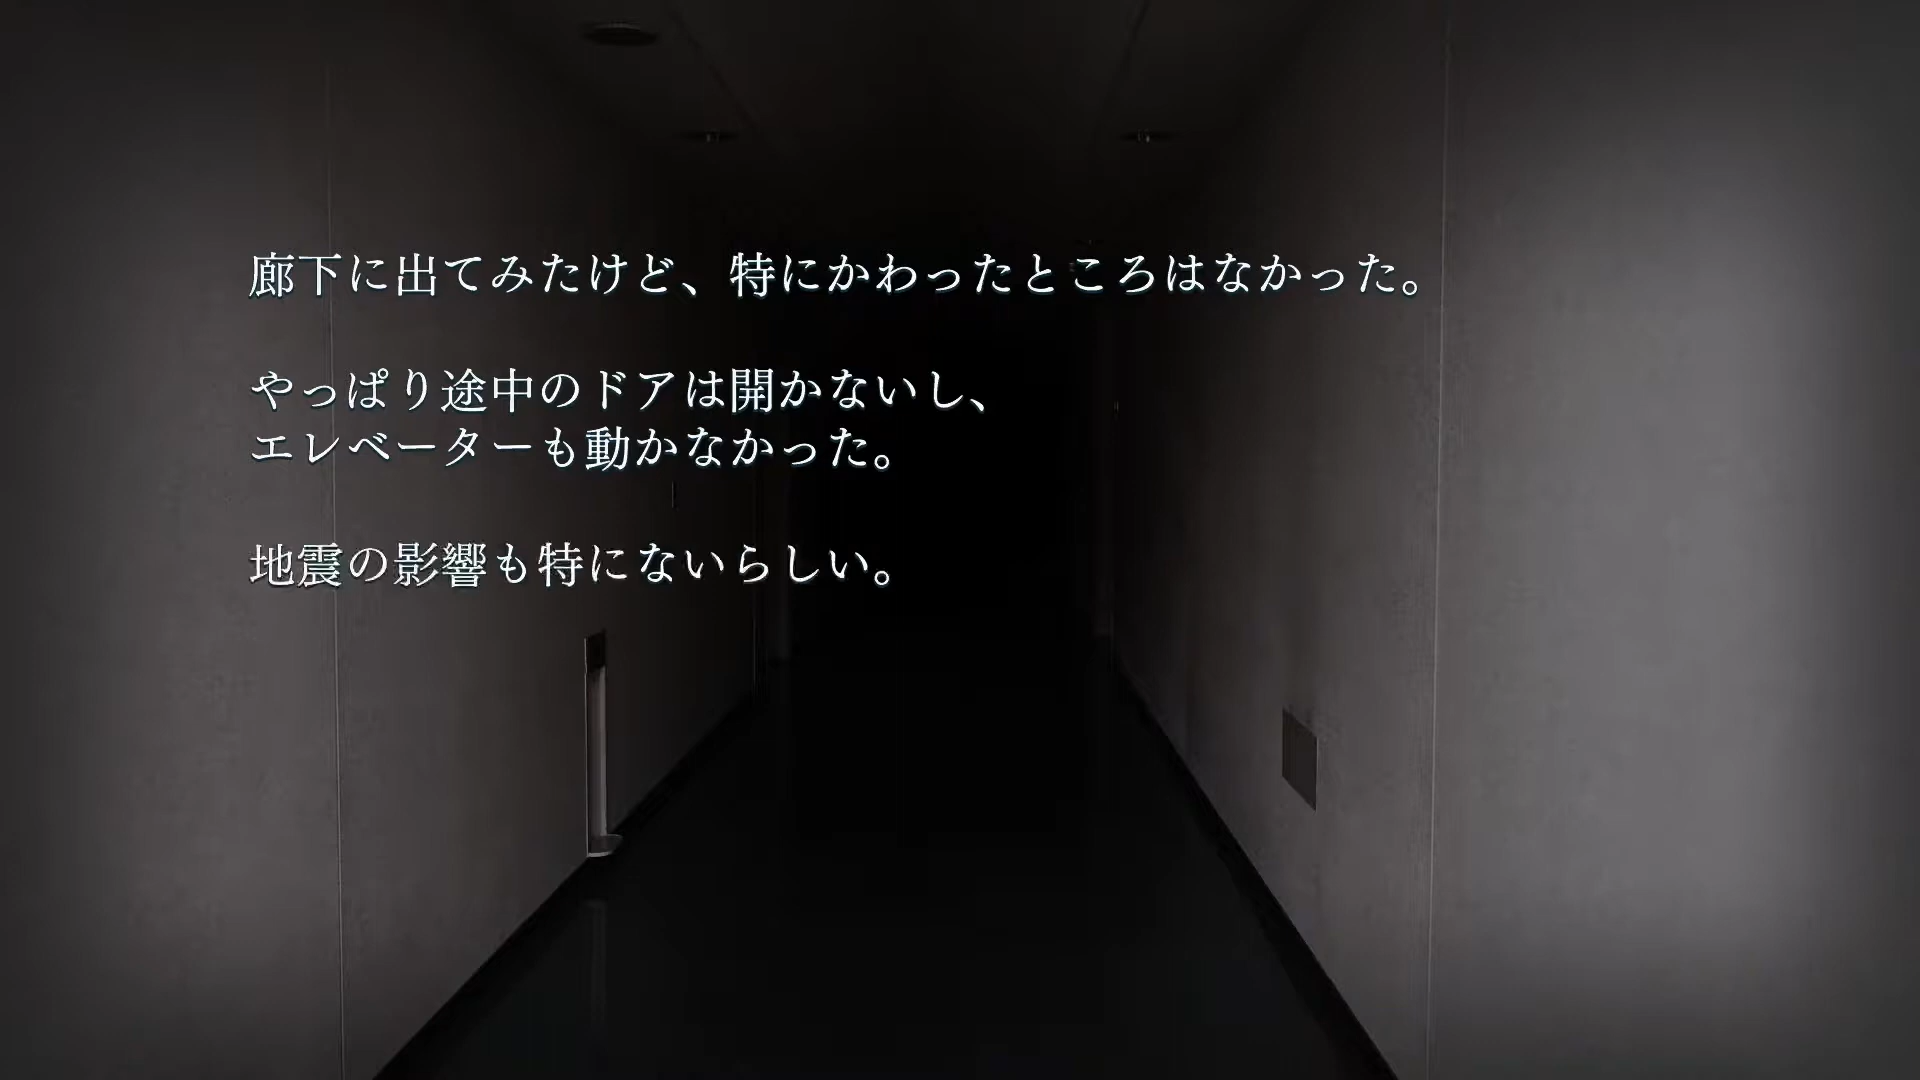 廊下に出てみたけど、特にかわったところはなかった。
やっぱり途中のドアは開かないし、
エレベーターも動かなかった。
地震の影響も特にないらしい。